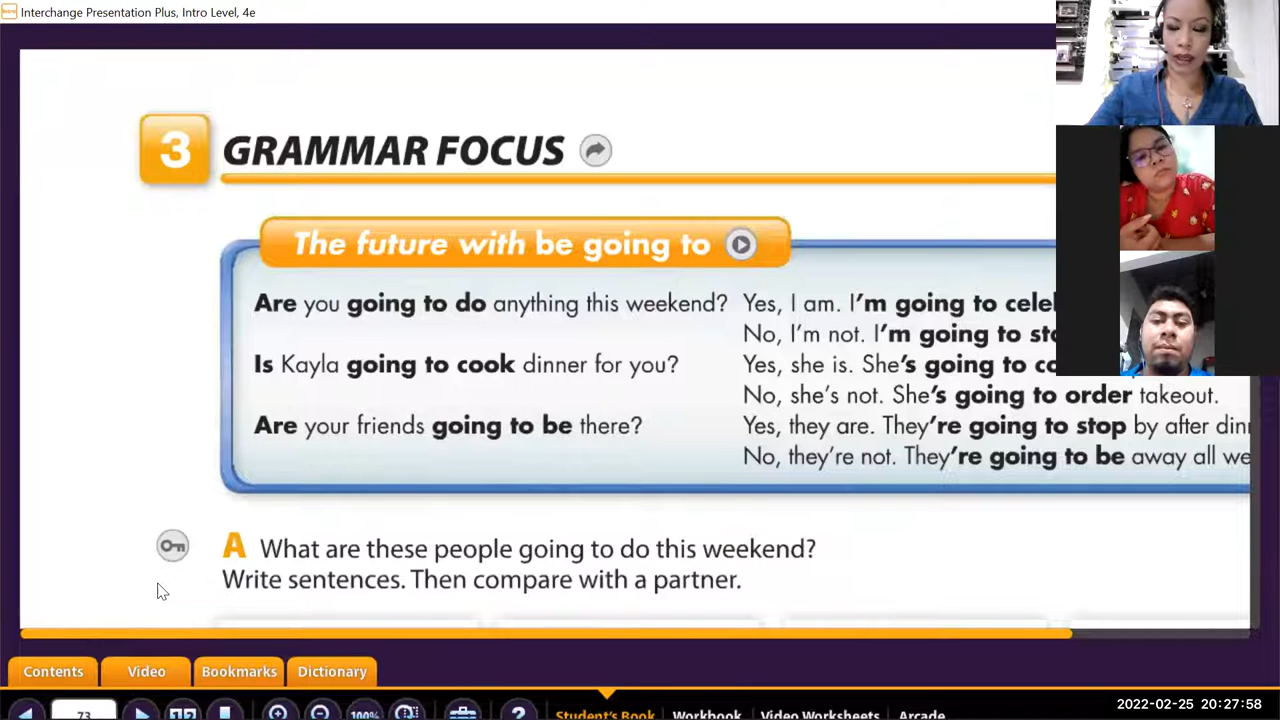 Interchange Presentation Plus, Intro Level, 4e
3 GRAMMAR FOCUS
The future with be going to
Are you going to do anything this weekend? Yes, I am. I'm going to
No, I'm not. I'm going to
Is Kayla going to cook dinner for you? Yes, she is. She's going to
No, she's not. She's going to order takeout.
Are your friends going to be there? Yes, they are. They're going to stop by after
No, they're not. They're going to be away all
A What are these people going to do this weekend?
Write sentences. Then compare with a partner.
Contents Video Bookmarks Dictionary
73 100% ? Student's Book Workbook Video Worksheets Arcade
2022-02-25 20:27:58